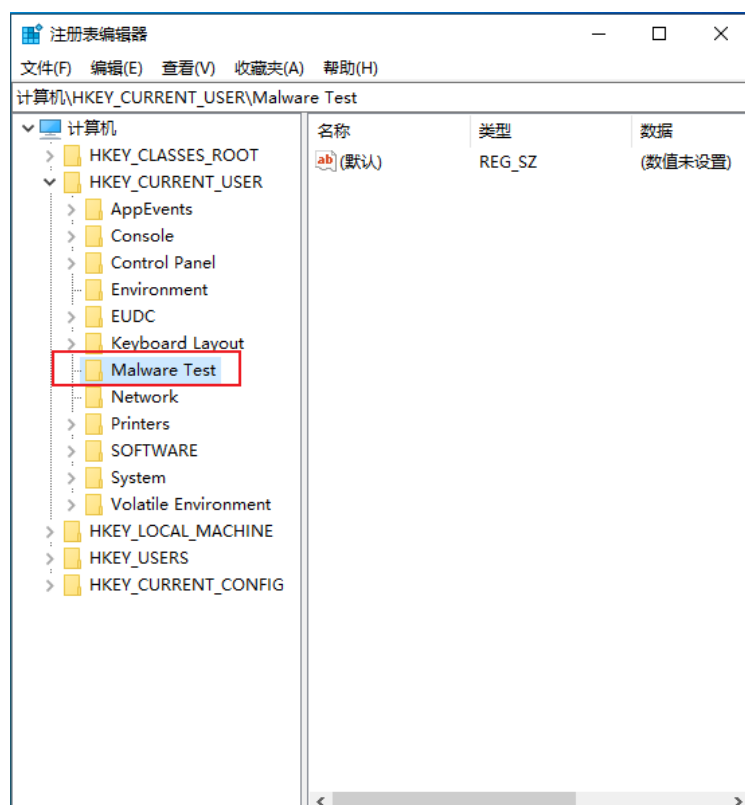 注册表编辑器
文件(F) 编辑(E) 查看(V) 收藏夹(A) 帮助(H)
计算机\HKEY_CURRENT_USER\Malware Test
计算机
HKEY_CLASSES_ROOT
HKEY_CURRENT_USER
AppEvents
Console
Control Panel
Environment
EUDC
Keyboard Layout
Malware Test
Network
Printers
SOFTWARE
System
Volatile Environment
HKEY_LOCAL_MACHINE
HKEY_USERS
HKEY_CURRENT_CONFIG
名称 类型 数据
ab (默认) REG_SZ (数值未设置)